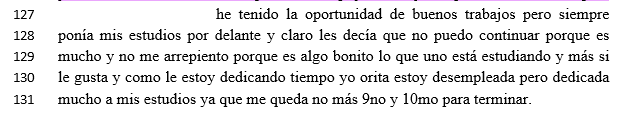 127 he tenido la oportunidad de buenos trabajos pero siempre
128 ponía mis estudios por delante y claro les decía que no puedo continuar porque es
129 mucho y no me arrepiento porque es algo bonito lo que uno está estudiando y más si
130 le gusta y como le estoy dedicando tiempo yo orita estoy desempleada pero dedicada
131 mucho a mis estudios ya que me queda no más 9no y 10mo para terminar.